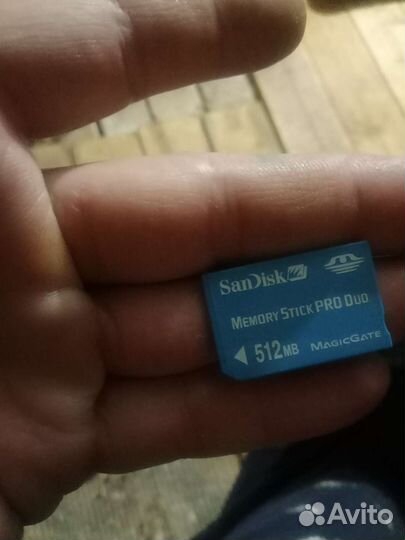 SanDisk
MEMORY STICK PRO DUO
512MB MAGICGATE
Avito